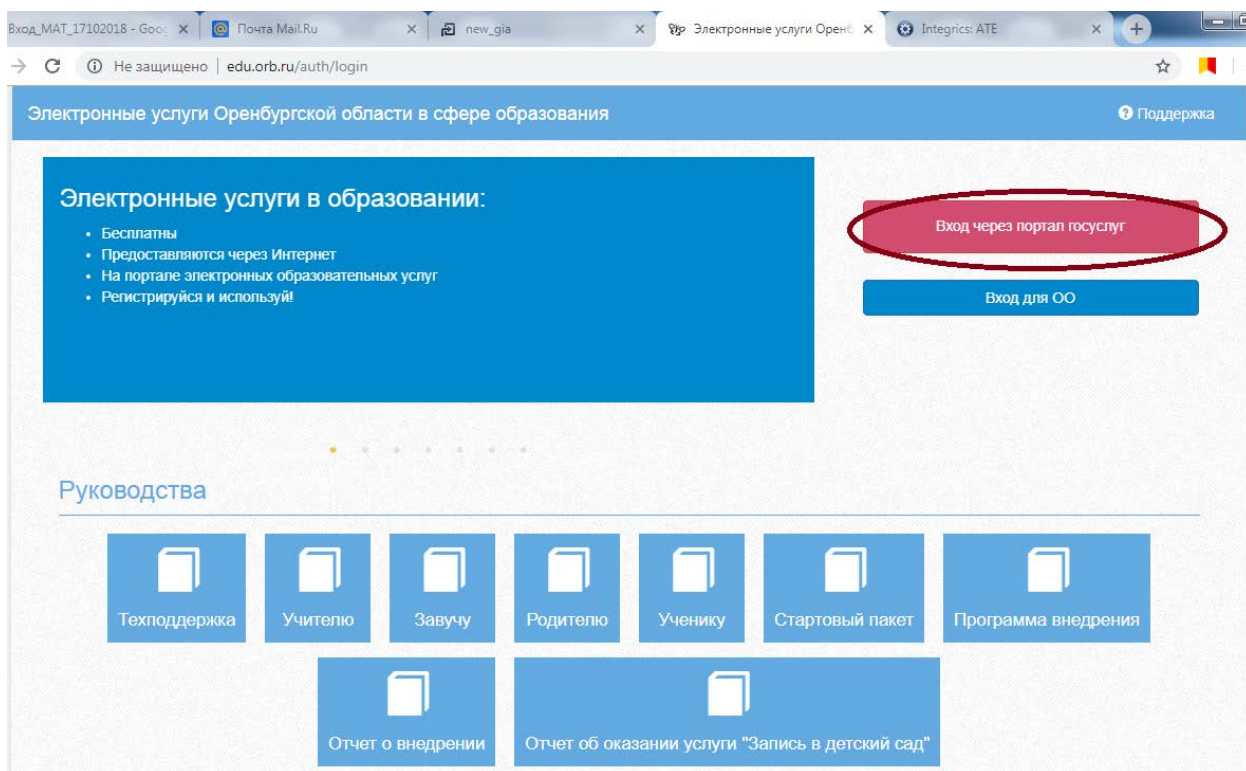 Вход_MAT_17102018 - Goo
Почта Mail.Ru
new_gia
Электронные услуги Орен
Integrics: ATE
Не защищено | edu.orb.ru/auth/login
Электронные услуги Оренбургской области в сфере образования
Поддержка
Электронные услуги в образовании:
• Бесплатны
• Предоставляются через Интернет
• На портале электронных образовательных услуг
• Регистрируйся и используй!
Вход через портал госуслуг
Вход для ОО
Руководства
Техподдержка
Учителю
Завучу
Родителю
Ученику
Стартовый пакет
Программа внедрения
Отчет о внедрении
Отчет об оказании услуги "Запись в детский сад"